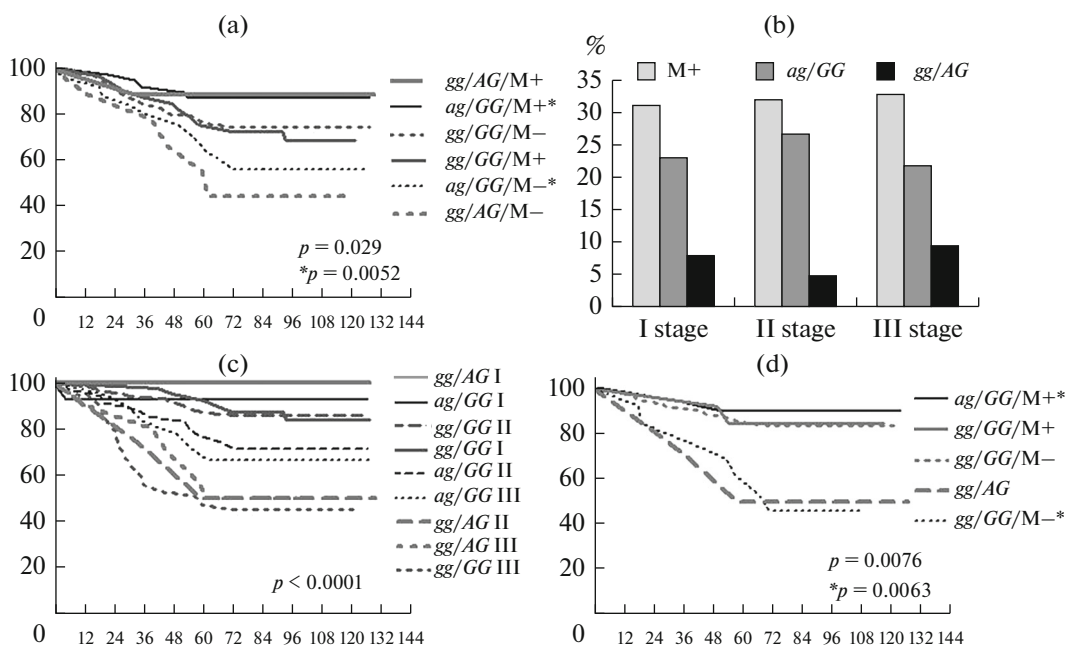 (a)
100
80
60
40
20
0
12 24 36 48 60 72 84 96 108 120 132 144
gg/AG/M+
ag/GG/M+*
gg/GG/M−
gg/GG/M+
ag/GG/M−*
gg/AG/M−
p = 0.029
*p = 0.0052
(b)
%
M+ ag/GG gg/AG
35
30
25
20
15
10
5
0
I stage II stage III stage
(c)
100
80
60
40
20
0
12 24 36 48 60 72 84 96 108 120 132 144
gg/AG I
ag/GG I
gg/GG II
gg/GG I
ag/GG II
ag/GG III
gg/AG II
gg/AG III
gg/GG III
p < 0.0001
(d)
100
80
60
40
20
0
12 24 36 48 60 72 84 96 108 120 132 144
ag/GG/M+*
gg/GG/M+
gg/GG/M−
gg/AG
gg/GG/M−*
p = 0.0076
*p = 0.0063